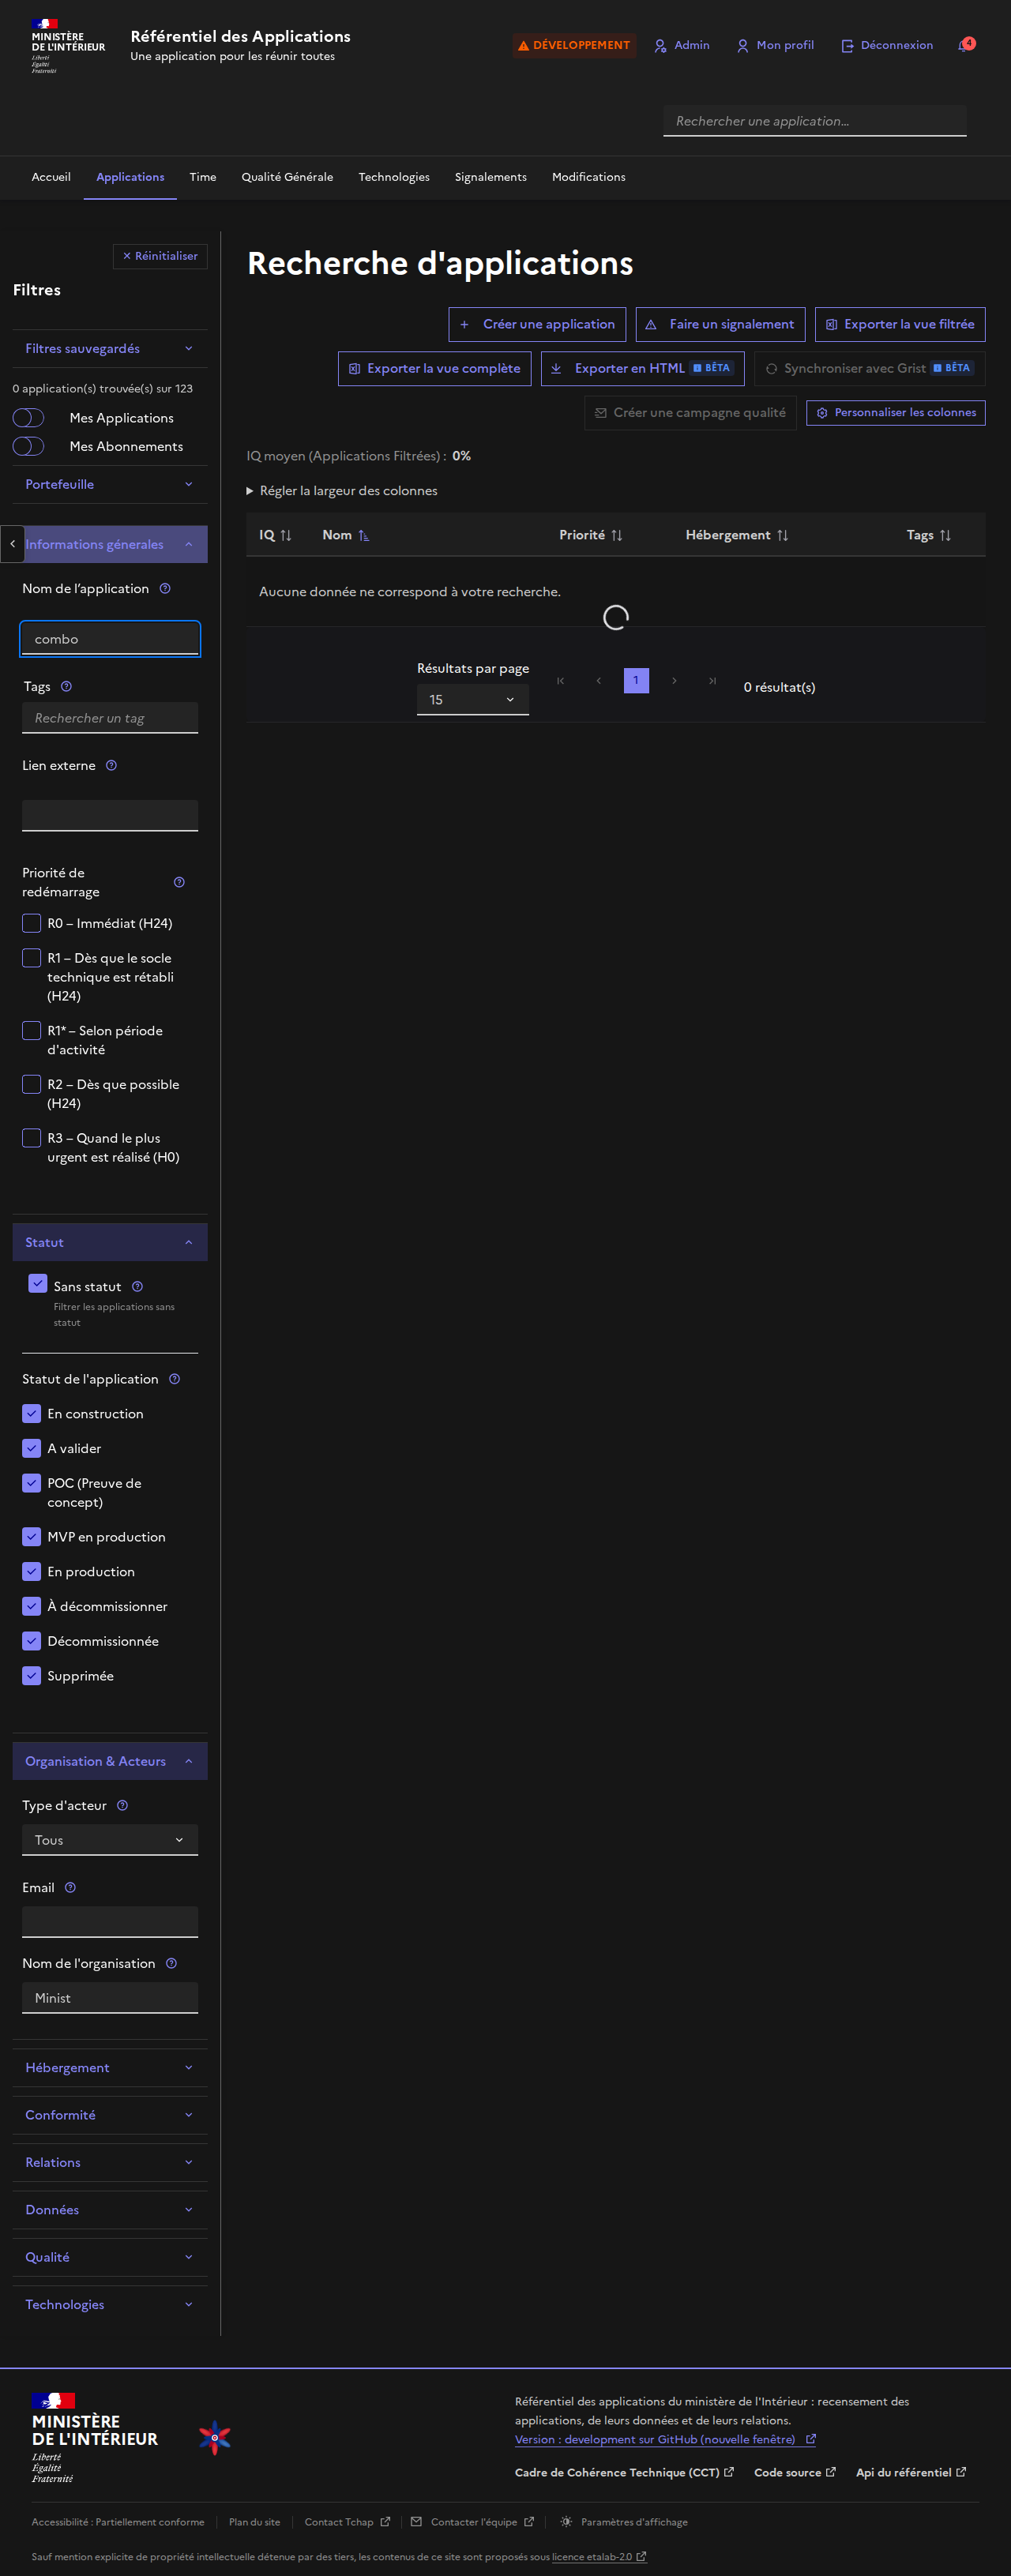 MINISTÈRE
DE L'INTÉRIEUR
Liberté
Égalité
Fraternité
Référentiel des Applications
Une application pour les réunir toutes
DÉVELOPPEMENT
Admin
Mon profil
Déconnexion
4
Rechercher une application…
Accueil
Applications
Time
Qualité Générale
Technologies
Signalements
Modifications
✕ Réinitialiser
Filtres
Filtres sauvegardés
0 application(s) trouvée(s) sur 123
Mes Applications
Mes Abonnements
Portefeuille
Informations génerales
Nom de l’application
combo
Tags
Rechercher un tag
Lien externe
Priorité de
redémarrage
R0 – Immédiat (H24)
R1 – Dès que le socle
technique est rétabli
(H24)
R1* – Selon période
d'activité
R2 – Dès que possible
(H24)
R3 – Quand le plus
urgent est réalisé (H0)
Statut
Sans statut
Filtrer les applications sans
statut
Statut de l'application
En construction
A valider
POC (Preuve de
concept)
MVP en production
En production
À décommissionner
Décommissionnée
Supprimée
Organisation & Acteurs
Type d'acteur
Tous
Email
Nom de l'organisation
Minist
Hébergement
Conformité
Relations
Données
Qualité
Technologies
Recherche d'applications
Créer une application
Faire un signalement
Exporter la vue filtrée
Exporter la vue complète
Exporter en HTML BÊTA
Synchroniser avec Grist BÊTA
Créer une campagne qualité
Personnaliser les colonnes
IQ moyen (Applications Filtrées) : 0%
Régler la largeur des colonnes
IQ
Nom
Priorité
Hébergement
Tags
Aucune donnée ne correspond à votre recherche.
Résultats par page
15
1
0 résultat(s)
MINISTÈRE
DE L'INTÉRIEUR
Liberté
Égalité
Fraternité
Référentiel des applications du ministère de l'Intérieur : recensement des
applications, de leurs données et de leurs relations.
Version : development sur GitHub (nouvelle fenêtre)
Cadre de Cohérence Technique (CCT)
Code source
Api du référentiel
Accessibilité : Partiellement conforme
Plan du site
Contact Tchap
Contacter l'équipe
Paramètres d'affichage
Sauf mention explicite de propriété intellectuelle détenue par des tiers, les contenus de ce site sont proposés sous licence etalab-2.0